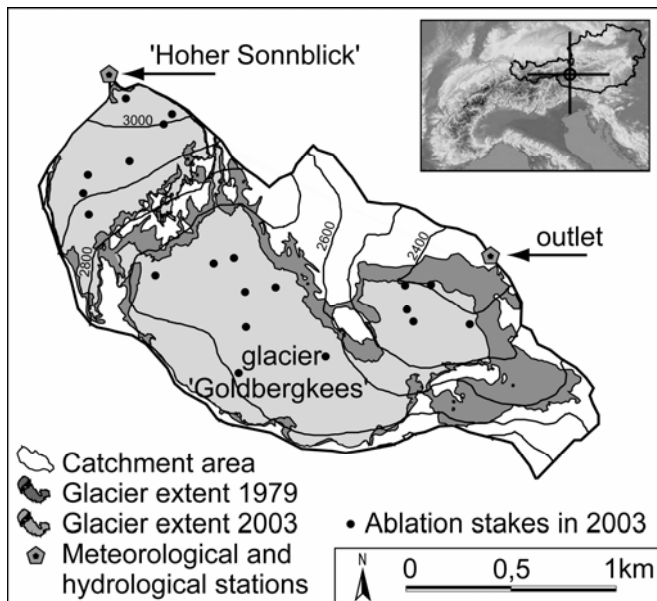 'Hoher Sonnblick'
3000
2600
2400
outlet
2800
glacier
'Goldbergkees'
Catchment area
Glacier extent 1979
Glacier extent 2003
Meteorological and
hydrological stations
Ablation stakes in 2003
N
0 0,5 1km